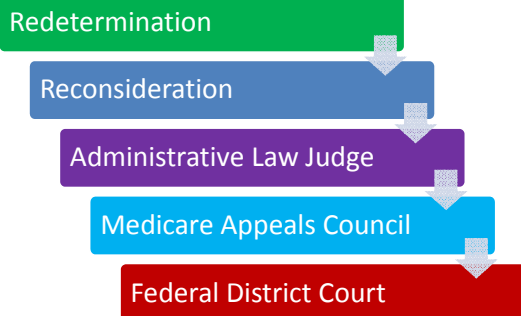 Redetermination
Reconsideration
Administrative Law Judge
Medicare Appeals Council
Federal District Court